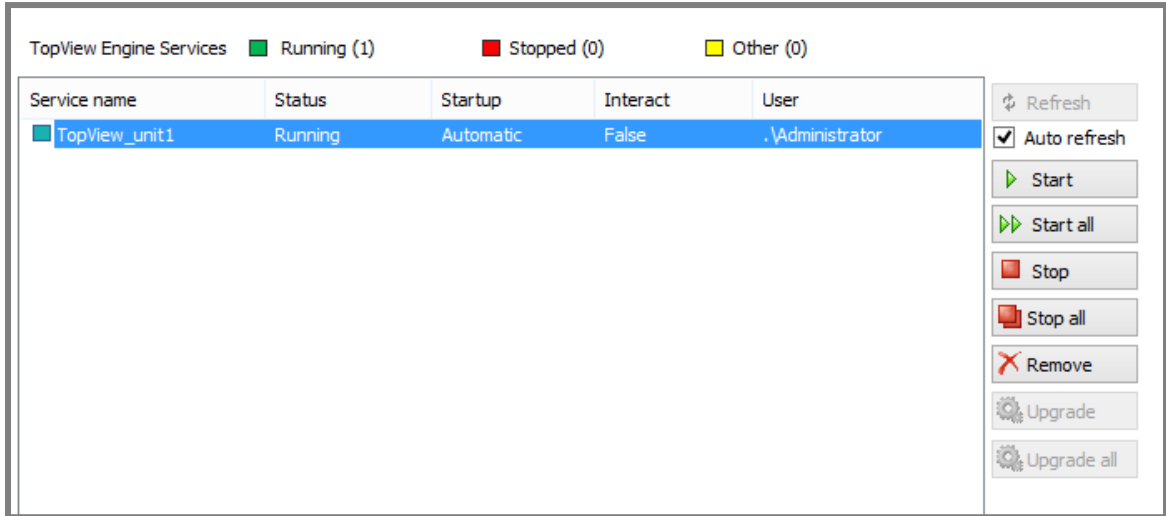 TopView Engine Services Running (1) Stopped (0) Other (0)
Service name Status Startup Interact User
TopView_unit1 Running Automatic False .\Administrator
Refresh
Auto refresh
Start
Start all
Stop
Stop all
Remove
Upgrade
Upgrade all